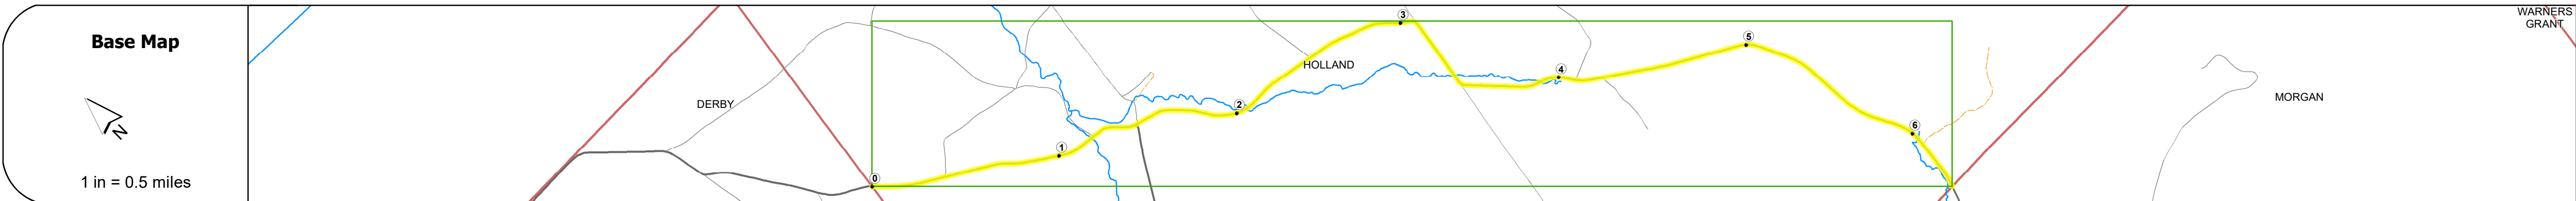 Base Map
N
1 in = 0.5 miles
DERBY
HOLLAND
MORGAN
WARNERS
GRANT
0
1
2
3
4
5
6